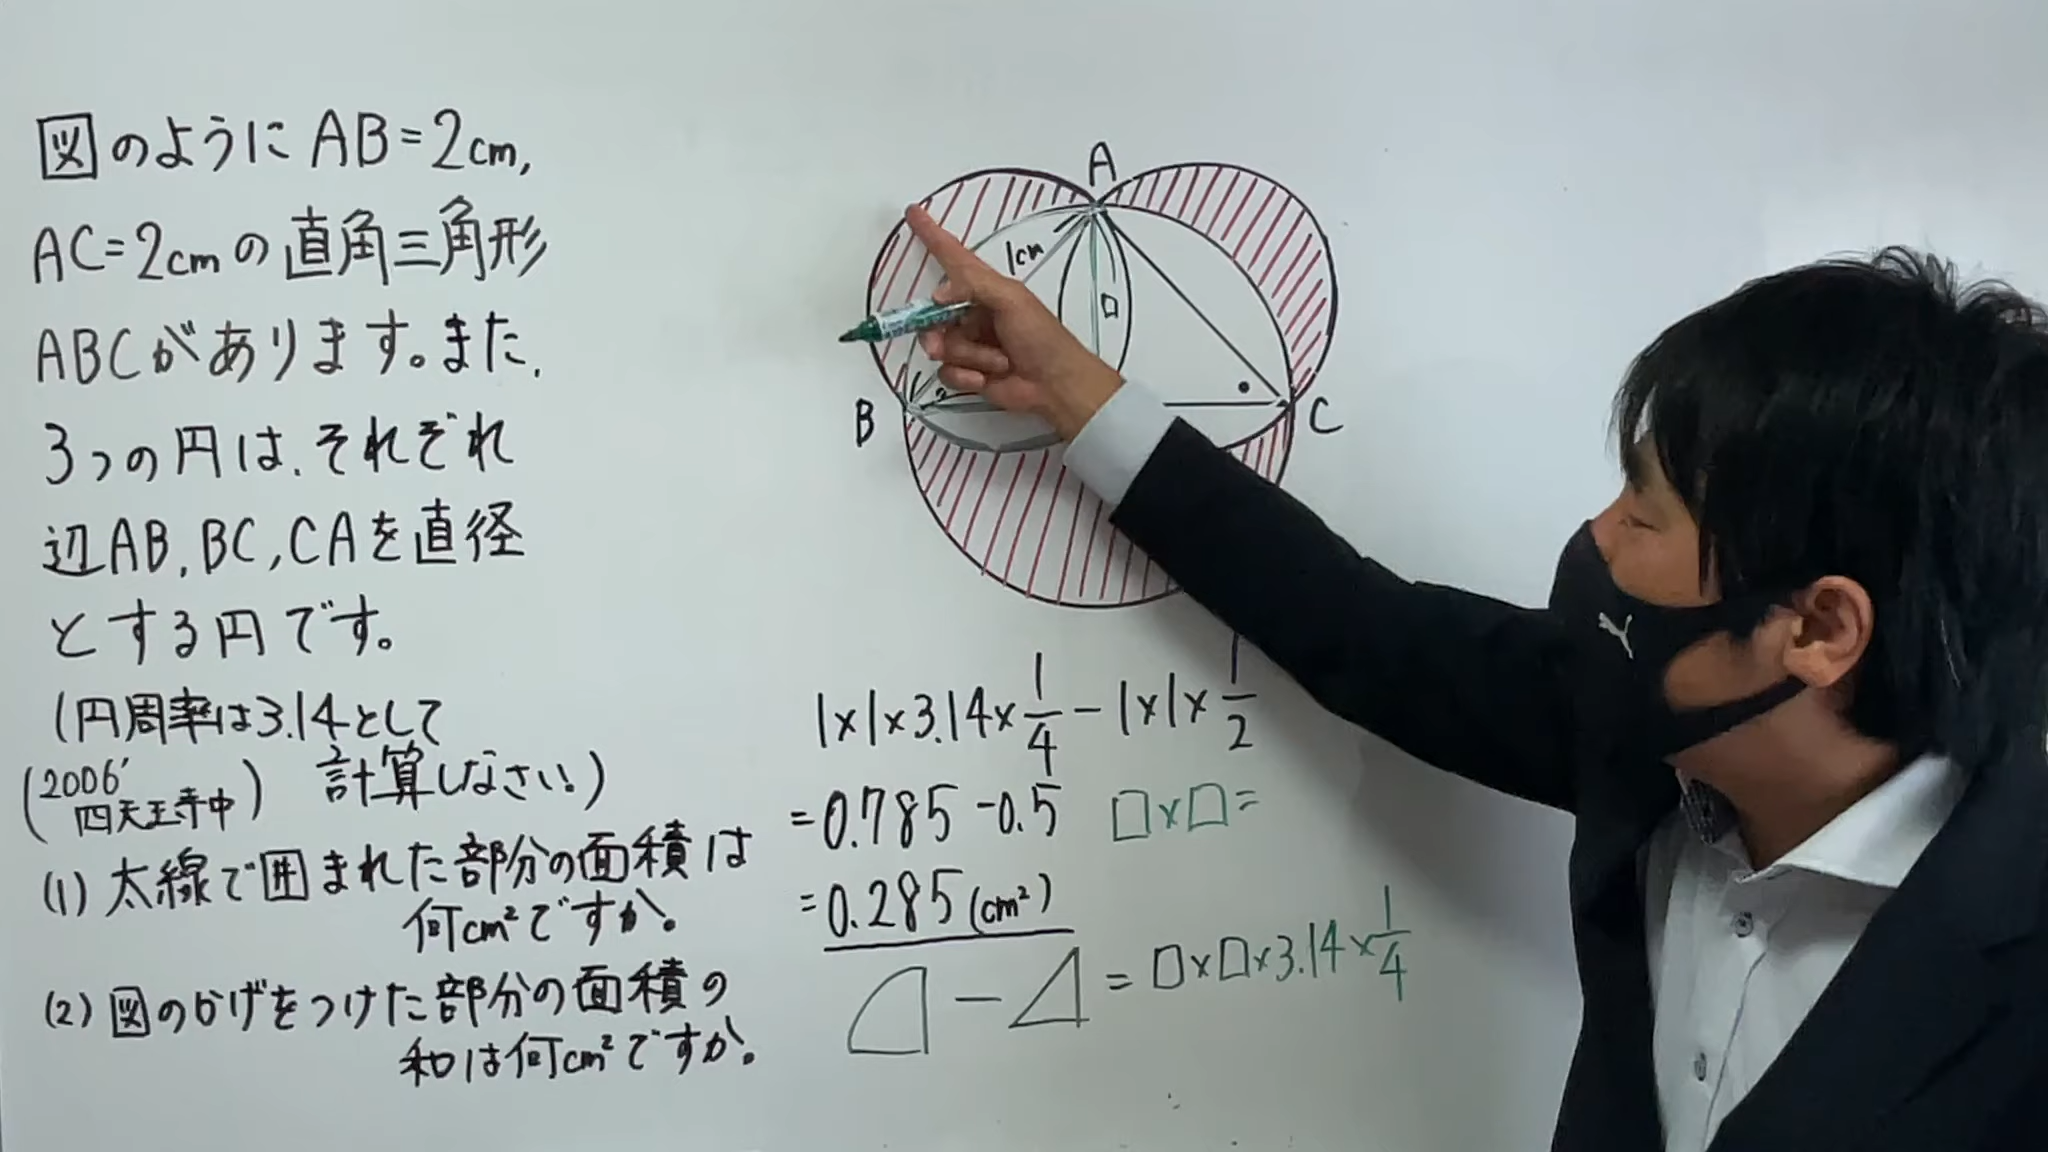 図のようにAB=2cm,
AC=2cmの直角三角形
ABCがあります。また、
3つの円は、それぞれ
辺AB,BC,CAを直径
とする円です。
(円周率は3.14として
計算しなさい。)
(2006'
四天王寺中)
(1) 太線で囲まれた部分の面積は
何cm²ですか。
(2) 図のかげをつけた部分の面積の
和は何cm²ですか。
A
1cm
□
B
C
1×1×3.14×1/4−1×1×1/2
=0.785−0.5
□×□=
=0.285(cm²)
− = □×□×3.14×1/4